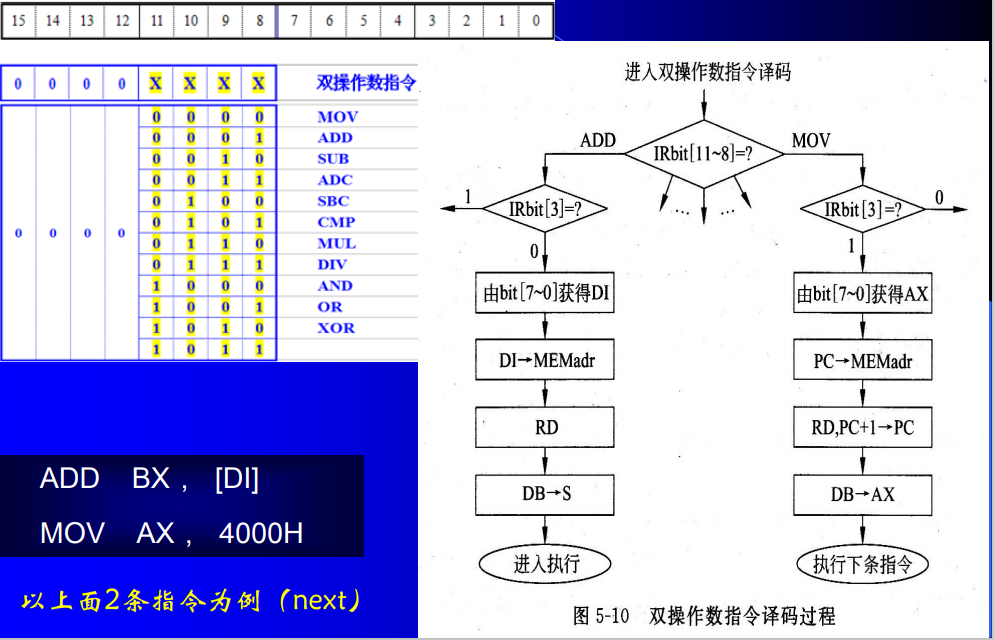 15 14 13 12 11 10 9 8 7 6 5 4 3 2 1 0
0 0 0 0 X X X X 双操作数指令
0 0 0 0 MOV
0 0 0 1 ADD
0 0 1 0 SUB
0 0 1 1 ADC
0 1 0 0 SBC
0 1 0 1 CMP
0 0 0 0
0 1 1 0 MUL
0 1 1 1 DIV
1 0 0 0 AND
1 0 0 1 OR
1 0 1 0 XOR
1 0 1 1
ADD BX , [DI]
MOV AX , 4000H
以上面2条指令为例（next）
进入双操作数指令译码
ADD
IRbit[11~8]=?
MOV
... ...
1
IRbit[3]=?
0
由bit[7~0]获得DI
DI→MEMadr
RD
DB→S
进入执行
IRbit[3]=?
0
1
由bit[7~0]获得AX
PC→MEMadr
RD,PC+1→PC
DB→AX
执行下条指令
图 5-10 双操作数指令译码过程